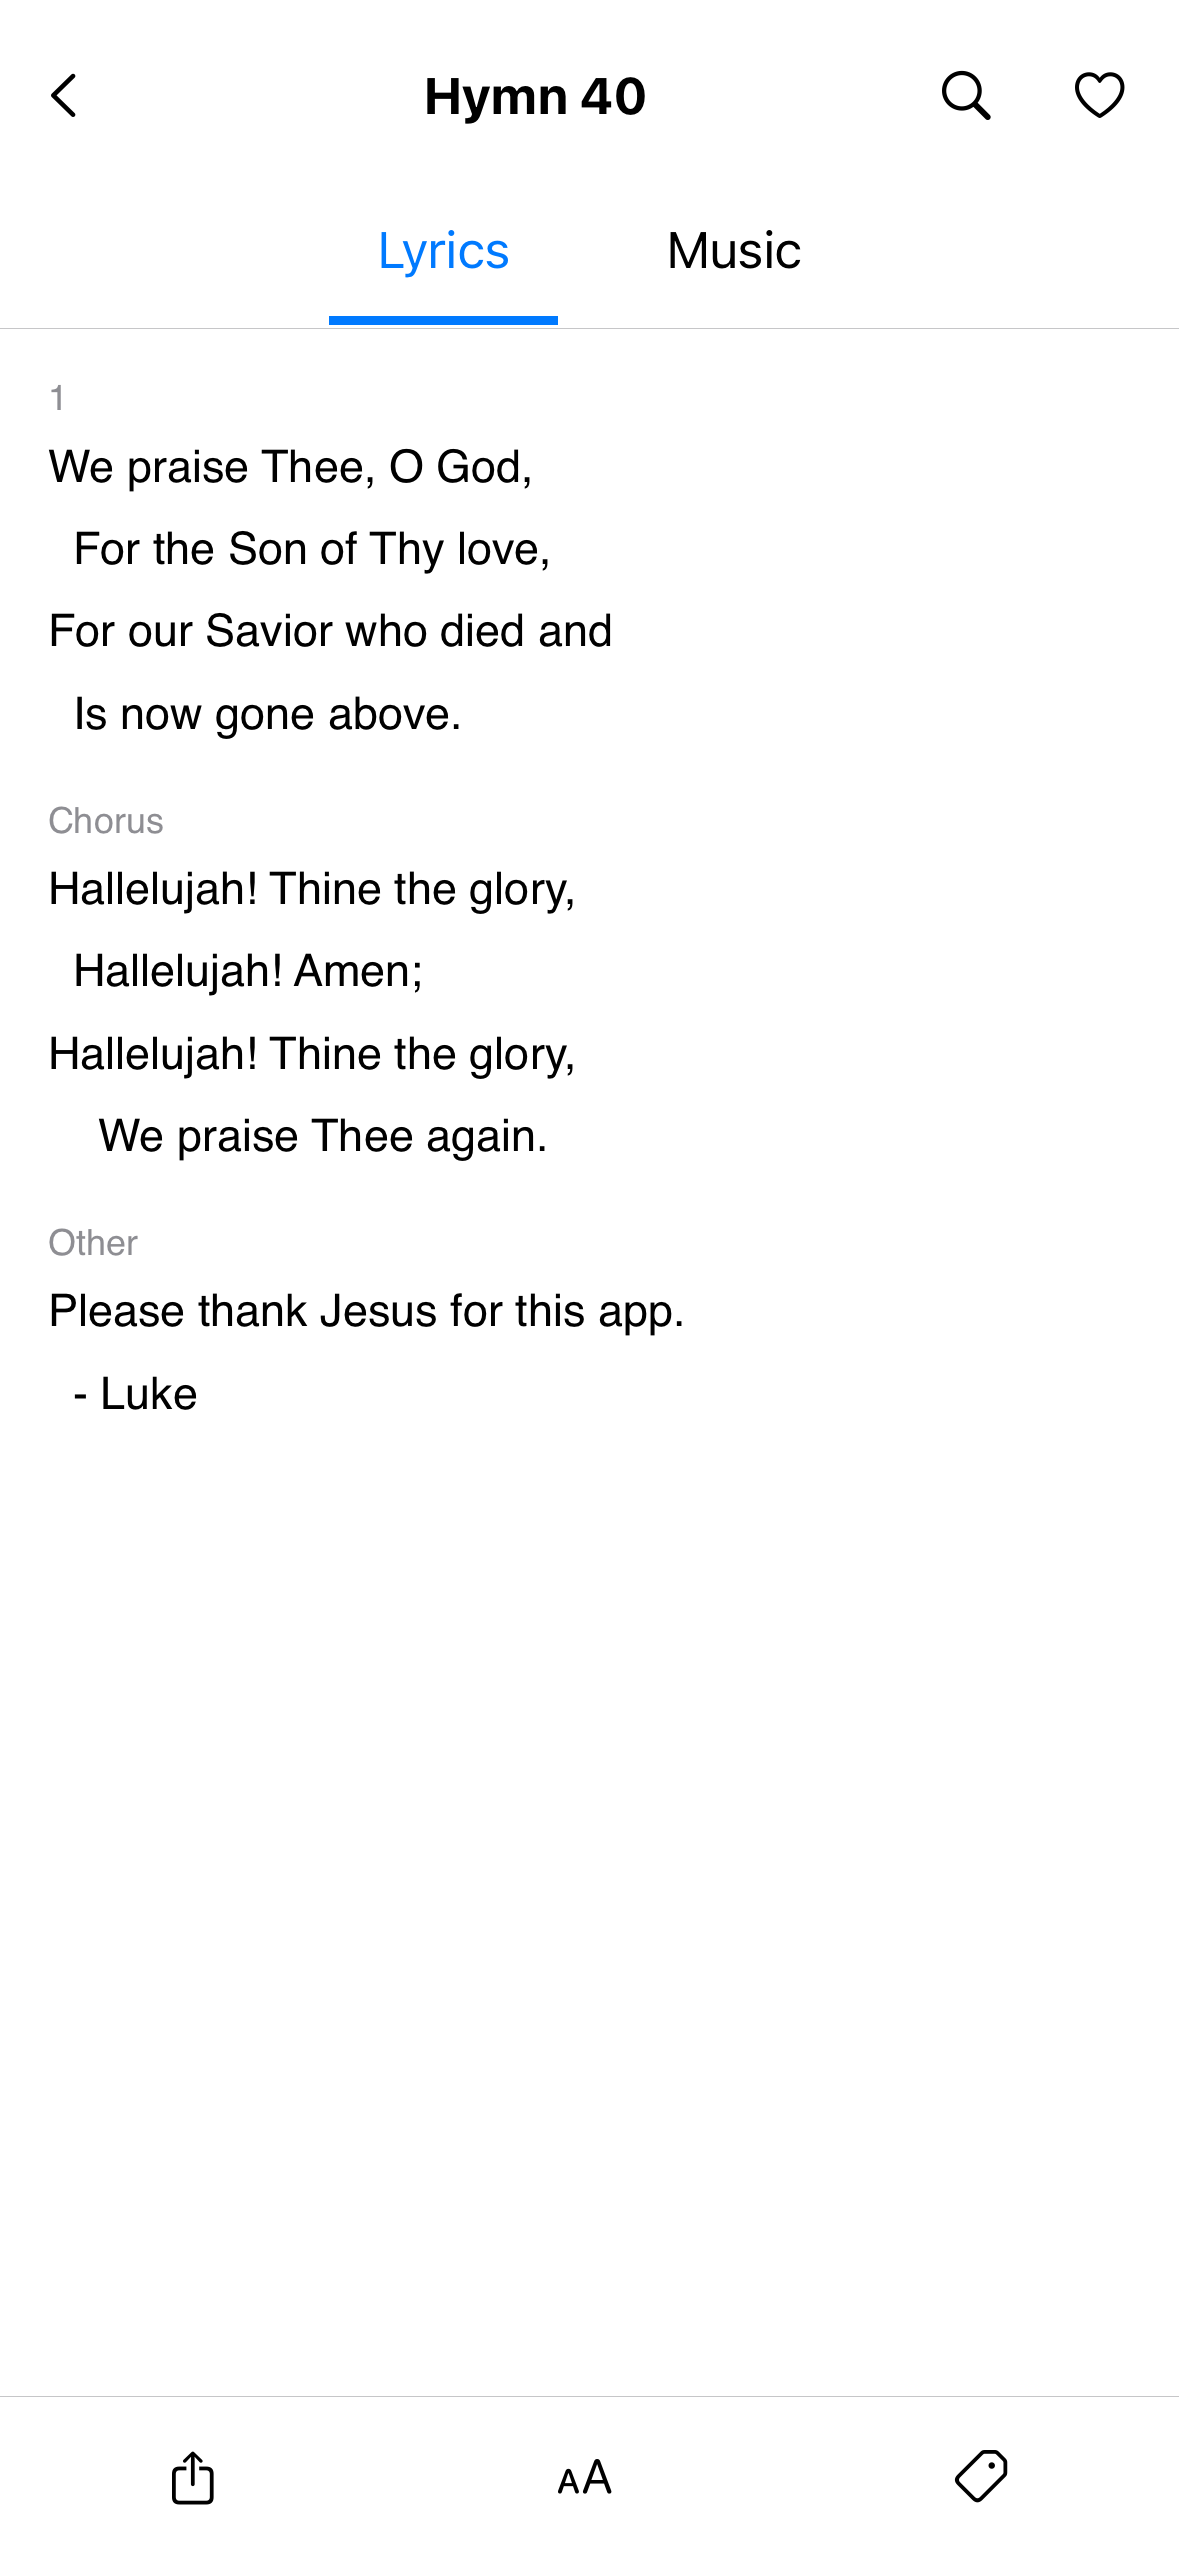 Hymn 40
Lyrics Music
1
We praise Thee, O God,
For the Son of Thy love,
For our Savior who died and
Is now gone above.
Chorus
Hallelujah! Thine the glory,
Hallelujah! Amen;
Hallelujah! Thine the glory,
We praise Thee again.
Other
Please thank Jesus for this app.
- Luke
AA